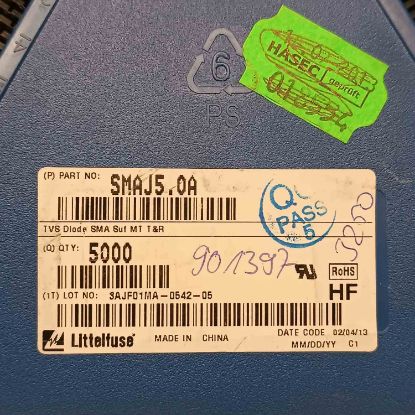 HASEC
geprüft
6
PS
(P) PART NO: SMAJ5.0A
TVS Diode SMA Suf MT T&R
QC
PASS
5
(Q) QTY: 5000
901397
3200
RoHS
(1T) LOT NO: 3AJF01MA-0542-05
HF
Littelfuse
MADE IN CHINA
DATE CODE 02/04/13
MM/DD/YY C1